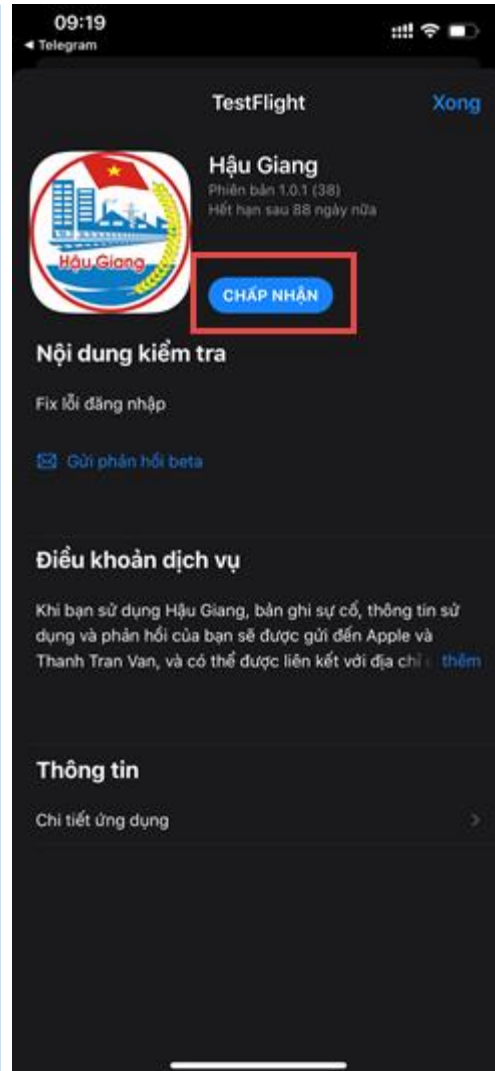 09:19
◀ Telegram
TestFlight
Xong
Hậu Giang
Hậu Giang
Phiên bản 1.0.1 (38)
Hết hạn sau 88 ngày nữa
CHẤP NHẬN
Nội dung kiểm tra
Fix lỗi đăng nhập
Gửi phản hồi beta
Điều khoản dịch vụ
Khi bạn sử dụng Hậu Giang, bản ghi sự cố, thông tin sử
dụng và phản hồi của bạn sẽ được gửi đến Apple và
Thanh Tran Van, và có thể được liên kết với địa chỉ thêm
Thông tin
Chi tiết ứng dụng